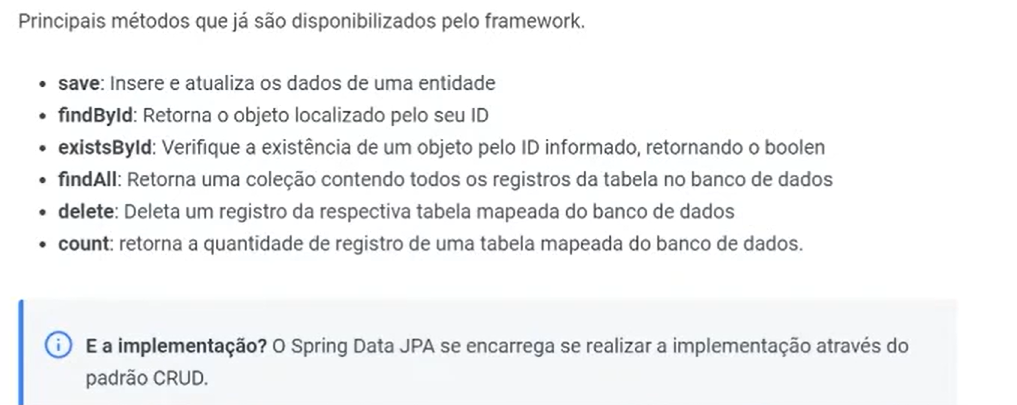 Principais métodos que já são disponibilizados pelo framework.
• save: Insere e atualiza os dados de uma entidade
• findById: Retorna o objeto localizado pelo seu ID
• existsById: Verifique a existência de um objeto pelo ID informado, retornando o boolen
• findAll: Retorna uma coleção contendo todos os registros da tabela no banco de dados
• delete: Deleta um registro da respectiva tabela mapeada do banco de dados
• count: retorna a quantidade de registro de uma tabela mapeada do banco de dados.
E a implementação? O Spring Data JPA se encarrega se realizar a implementação através do
padrão CRUD.